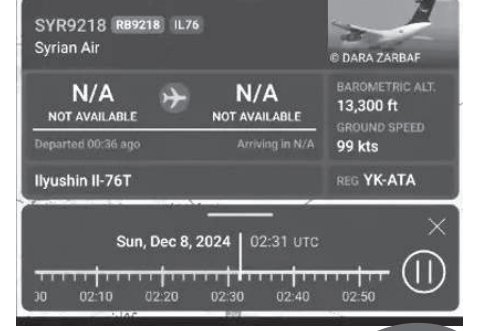 SYR9218 RB9218 IL76
Syrian Air
© DARA ZARBAF
N/A
NOT AVAILABLE
N/A
NOT AVAILABLE
Departed 00:36 ago
Arriving in N/A
BAROMETRIC ALT.
13,300 ft
GROUND SPEED
99 kts
Ilyushin Il-76T
REG YK-ATA
Sun, Dec 8, 2024 02:31 UTC
00 02:10 02:20 02:30 02:40 02:50